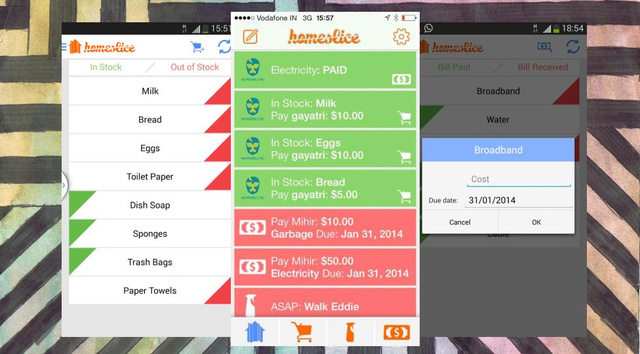 15:51
homeslice
In Stock / Out of Stock
Milk
Bread
Eggs
Toilet Paper
Dish Soap
Sponges
Trash Bags
Paper Towels
Vodafone IN 3G 15:57
homeslice
Electricity: PAID
In Stock: Milk
Pay gayatri: $10.00
In Stock: Eggs
Pay gayatri: $10.00
In Stock: Bread
Pay gayatri: $5.00
Pay Mihir: $10.00
Garbage Due: Jan 31, 2014
Pay Mihir: $50.00
Electricity Due: Jan 31, 2014
ASAP: Walk Eddie
18:54
homeslice
Bill Paid / Bill Received
Broadband
Water
Broadband
Cost
Due date: 31/01/2014
Cancel OK
Cable